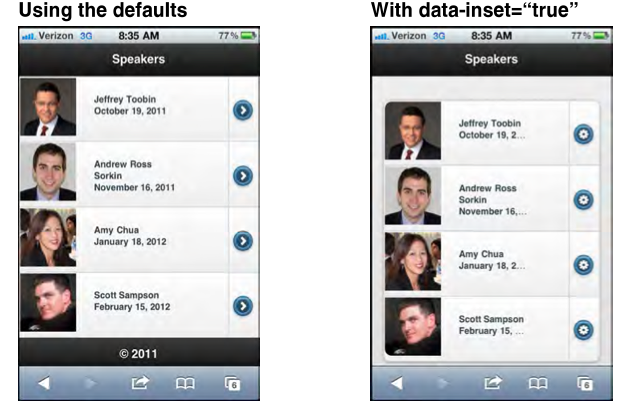 Using the defaults
Verizon 3G 8:35 AM 77%
Speakers
Jeffrey Toobin
October 19, 2011
Andrew Ross
Sorkin
November 16, 2011
Amy Chua
January 18, 2012
Scott Sampson
February 15, 2012
© 2011
6
With data-inset=“true”
Verizon 3G 8:35 AM 77%
Speakers
Jeffrey Toobin
October 19, 2...
Andrew Ross
Sorkin
November 16,...
Amy Chua
January 18, 2...
Scott Sampson
February 15, ...
6